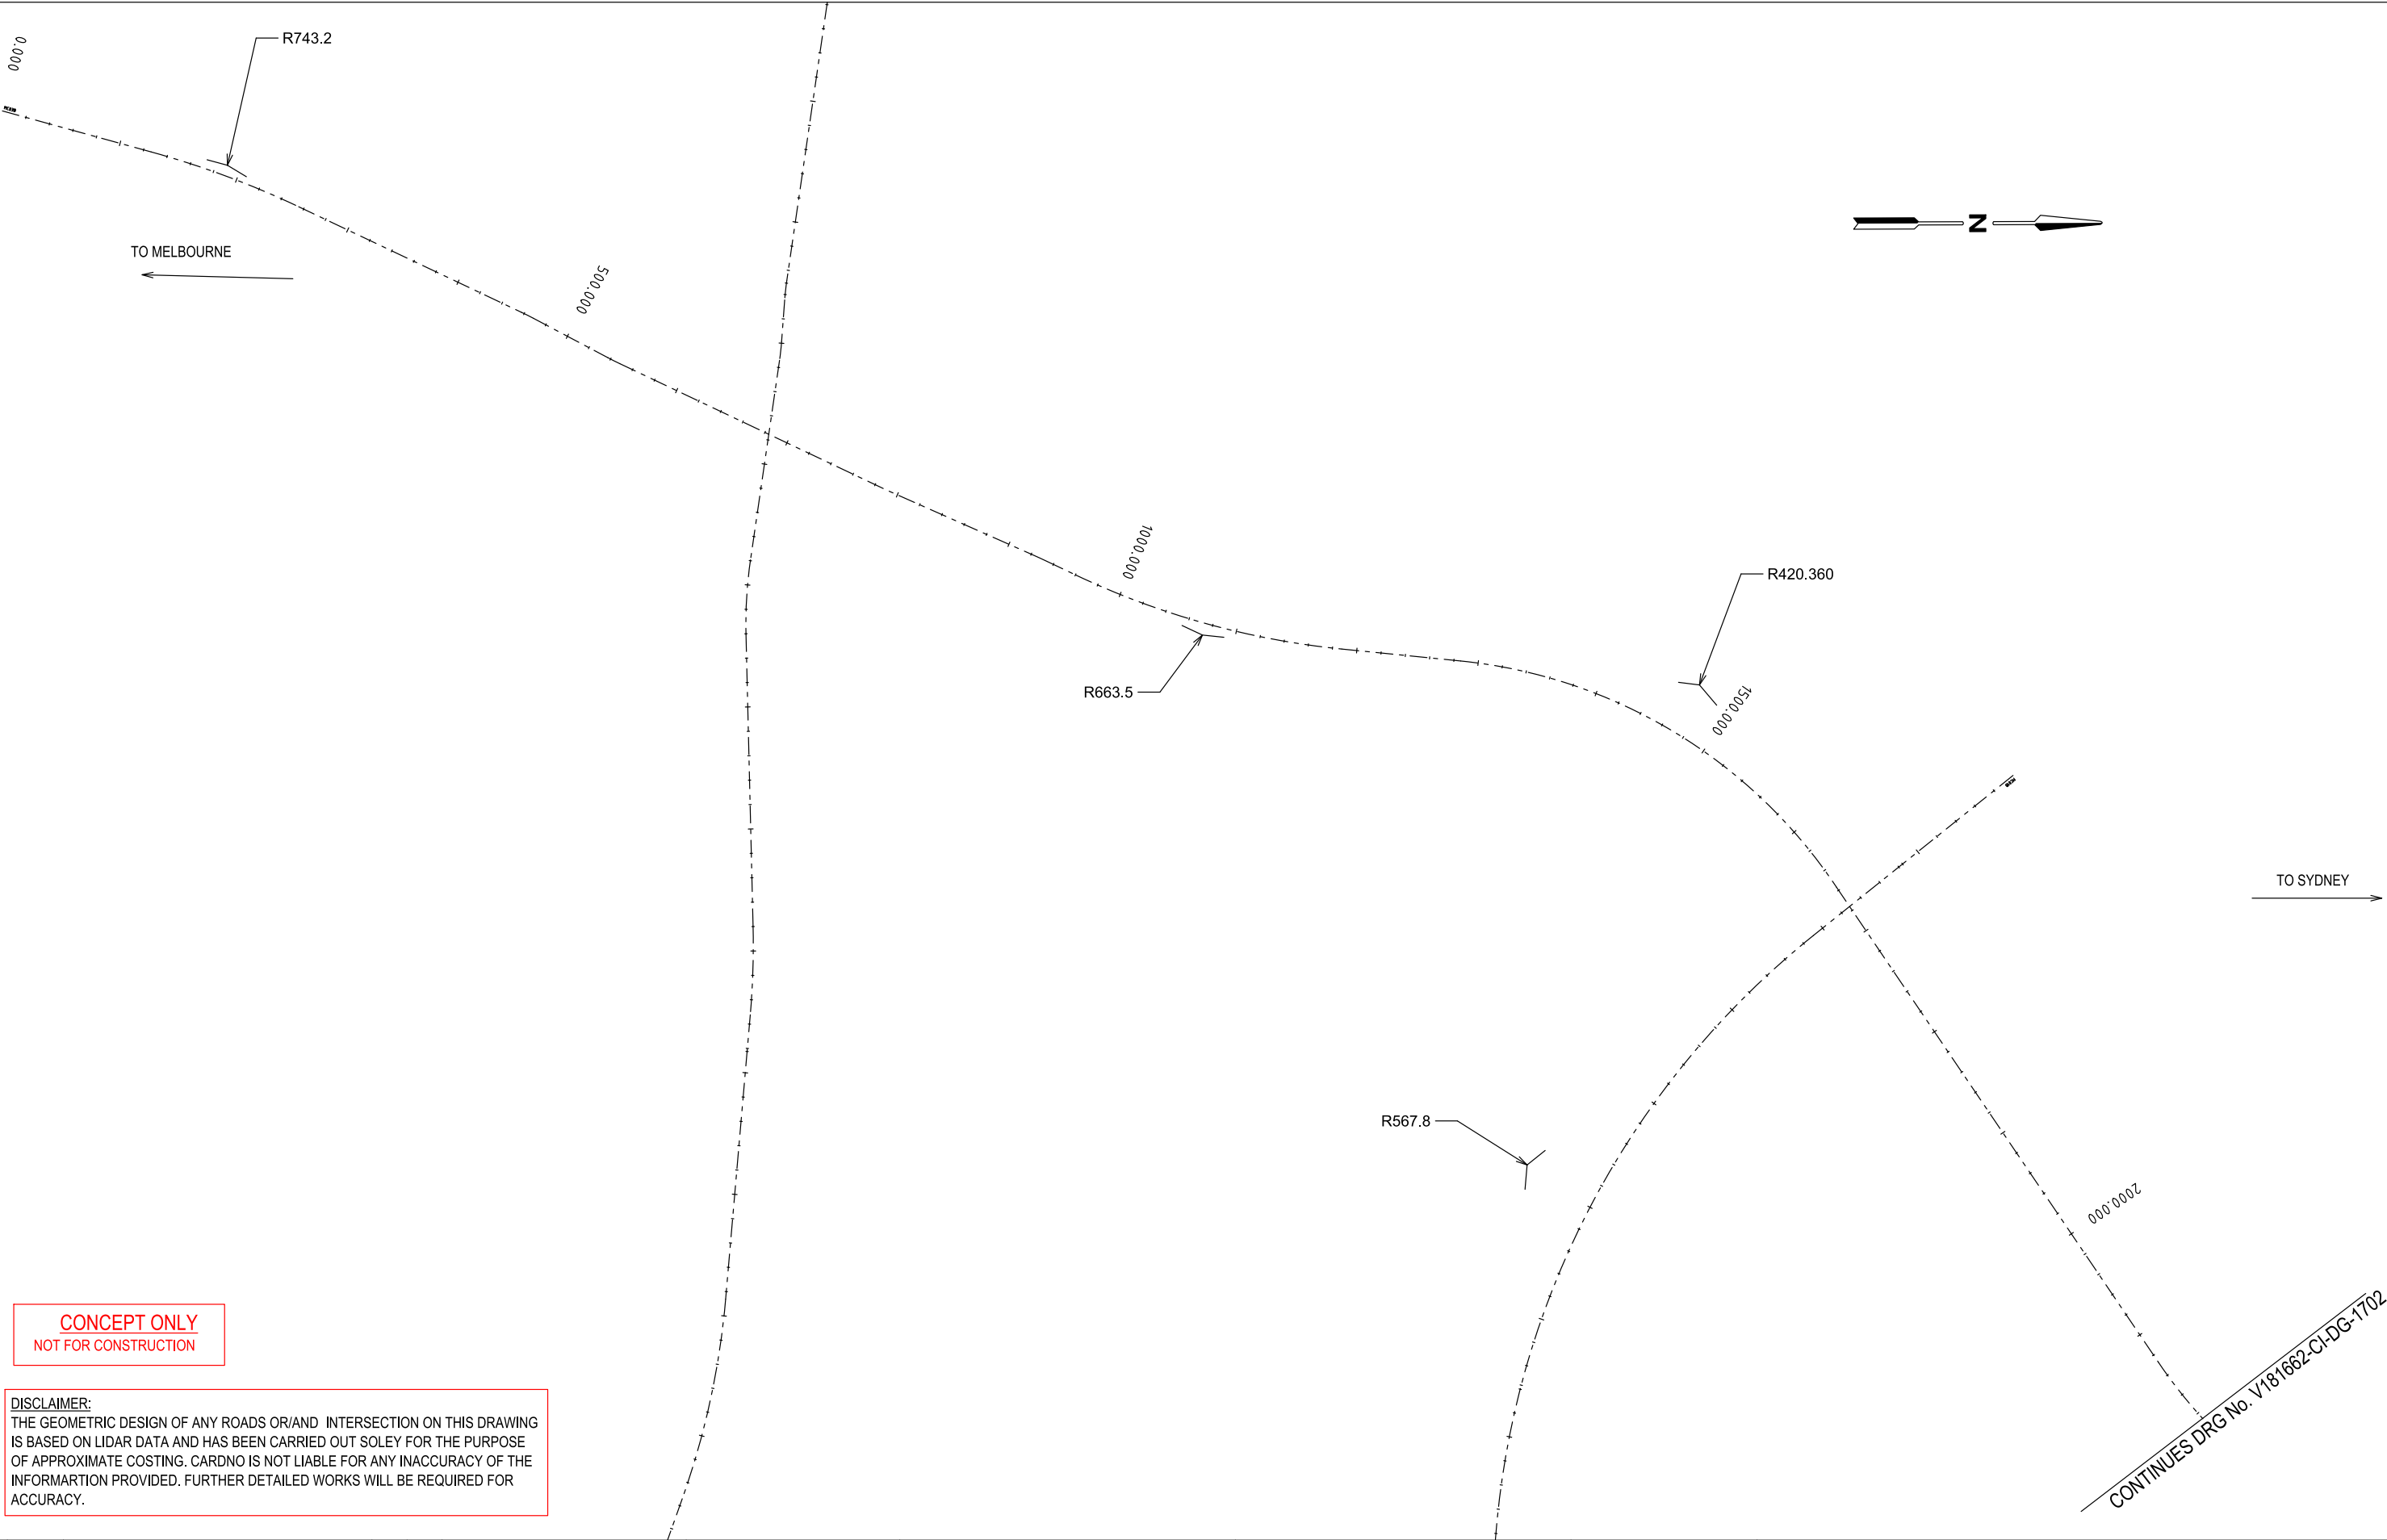 0.000
R743.2
TO MELBOURNE
N
500.000
1000.000
R420.360
R663.5
1500.000
TO SYDNEY
R567.8
2000.000
CONTINUES DRG No. V181662-CI-DG-1702
CONCEPT ONLY
NOT FOR CONSTRUCTION
DISCLAIMER:
THE GEOMETRIC DESIGN OF ANY ROADS OR/AND INTERSECTION ON THIS DRAWING
IS BASED ON LIDAR DATA AND HAS BEEN CARRIED OUT SOLEY FOR THE PURPOSE
OF APPROXIMATE COSTING. CARDNO IS NOT LIABLE FOR ANY INACCURACY OF THE
INFORMARTION PROVIDED. FURTHER DETAILED WORKS WILL BE REQUIRED FOR
ACCURACY.